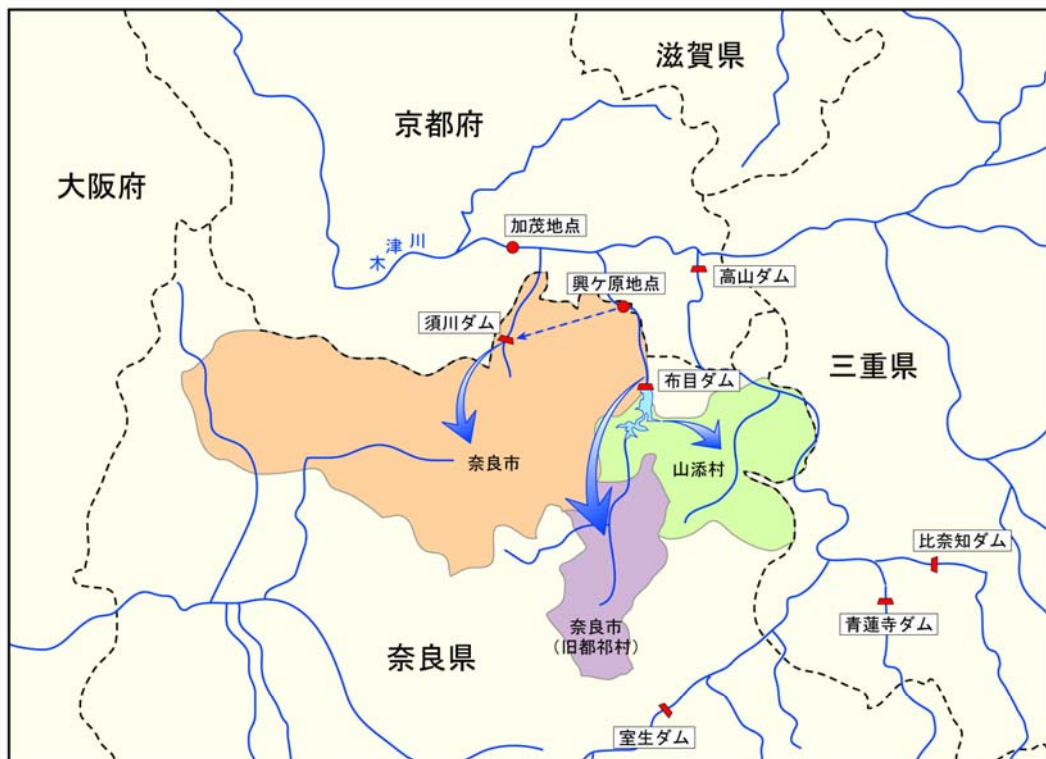 滋賀県
京都府
大阪府
加茂地点
木津川
興ケ原地点
高山ダム
須川ダム
三重県
布目ダム
奈良市
山添村
比奈知ダム
青蓮寺ダム
奈良市
（旧都祁村）
奈良県
室生ダム